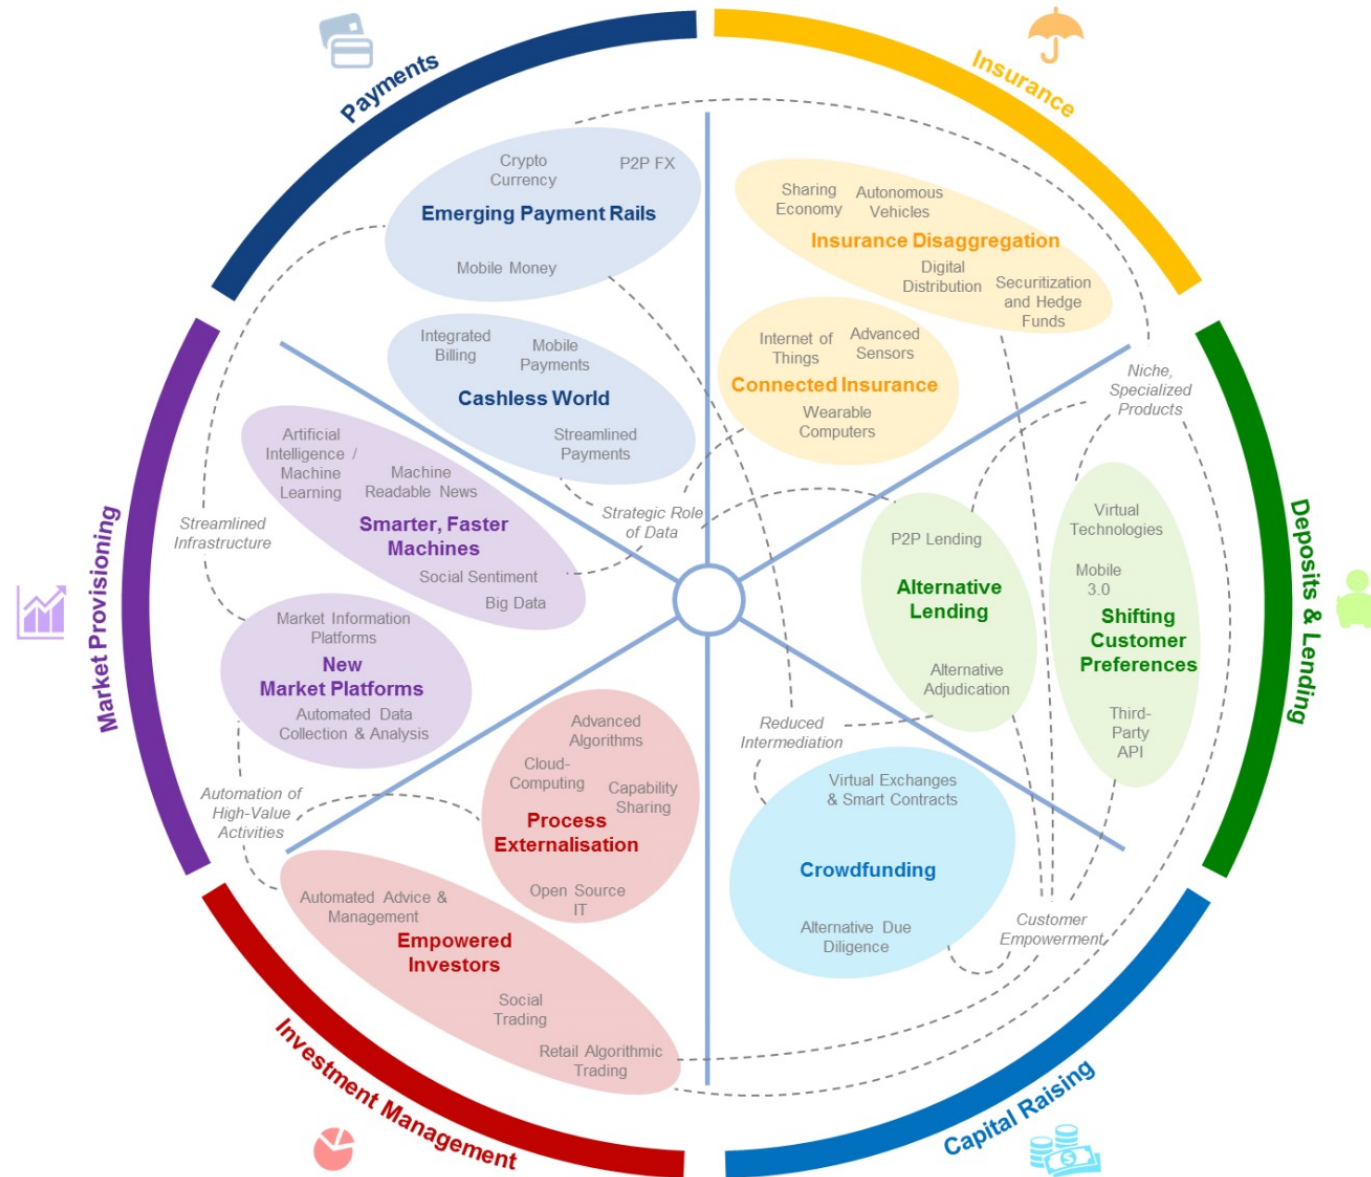 Payments
Insurance
Crypto
Currency
P2P FX
Emerging Payment Rails
Mobile Money
Sharing
Economy
Autonomous
Vehicles
Insurance Disaggregation
Digital
Distribution
Securitization
and Hedge
Funds
Integrated
Billing
Mobile
Payments
Cashless World
Streamlined
Payments
Internet of
Things
Advanced
Sensors
Connected Insurance
Wearable
Computers
Niche,
Specialized
Products
Artificial
Intelligence /
Machine
Learning
Machine
Readable News
Smarter, Faster
Machines
Social Sentiment
Big Data
Streamlined
Infrastructure
Strategic Role
of Data
P2P Lending
Alternative
Lending
Alternative
Adjudication
Virtual
Technologies
Mobile
3.0
Shifting
Customer
Preferences
Third-
Party
API
Deposits & Lending
Market Provisioning
Market Information
Platforms
New
Market Platforms
Automated Data
Collection & Analysis
Automation of
High-Value
Activities
Advanced
Algorithms
Cloud-
Computing
Capability
Sharing
Process
Externalisation
Open Source
IT
Reduced
Intermediation
Virtual Exchanges
& Smart Contracts
Crowdfunding
Alternative Due
Diligence
Customer
Empowerment
Automated Advice &
Management
Empowered
Investors
Social
Trading
Retail Algorithmic
Trading
Investment Management
Capital Raising
$